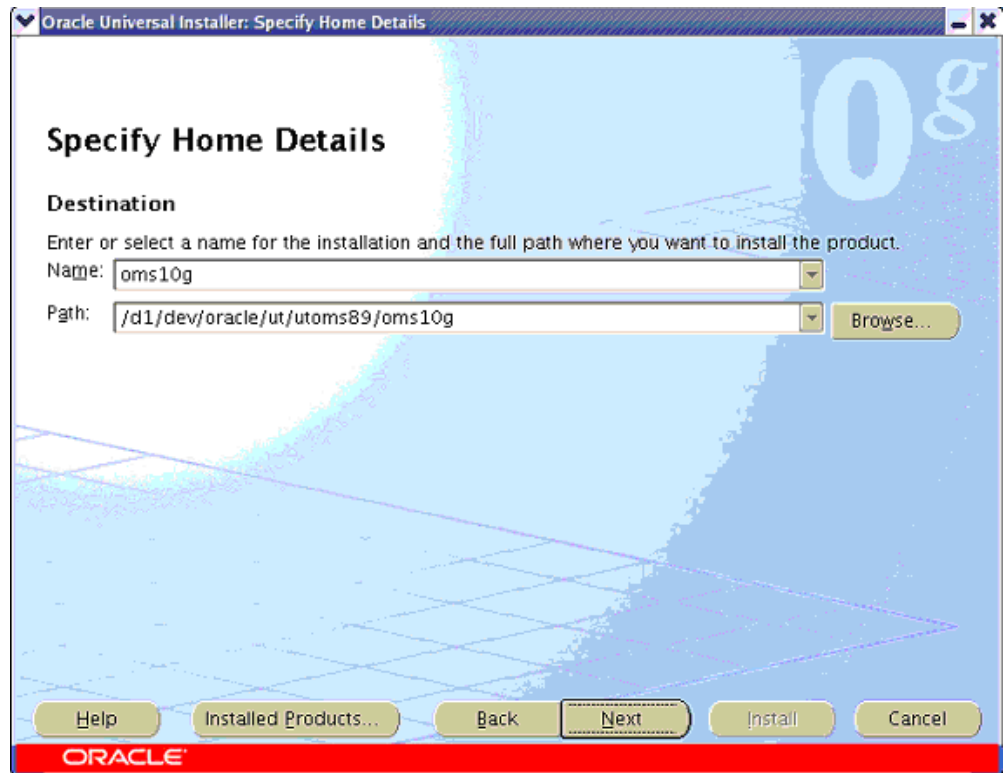 Oracle Universal Installer: Specify Home Details
0g
Specify Home Details
Destination
Enter or select a name for the installation and the full path where you want to install the product.
Name: oms10g
Path: /d1/dev/oracle/ut/utoms89/oms10g Browse...
Help Installed Products... Back Next Install Cancel
ORACLE